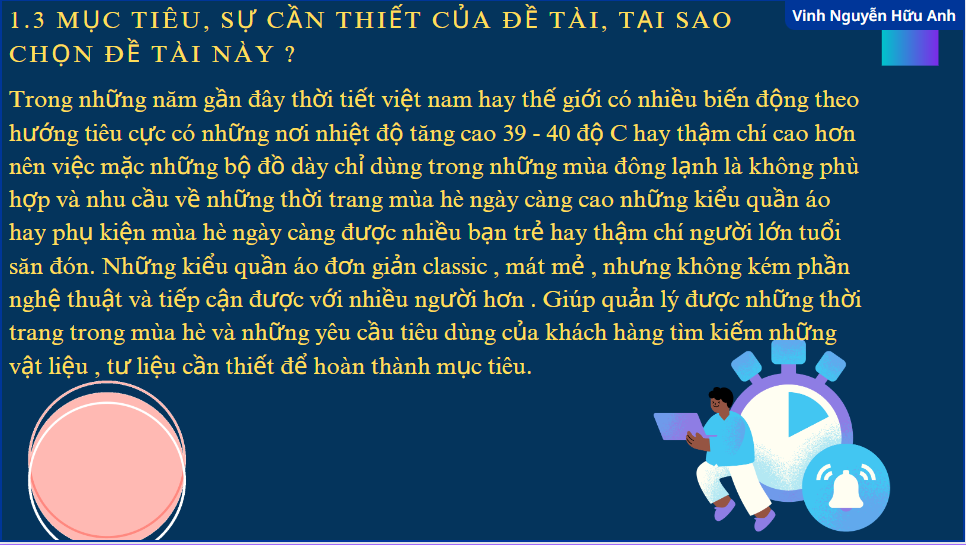 1.3 MỤC TIÊU, SỰ CẦN THIẾT CỦA ĐỀ TÀI, TẠI SAO
CHỌN ĐỀ TÀI NÀY ?
Vinh Nguyễn Hữu Anh
Trong những năm gần đây thời tiết việt nam hay thế giới có nhiều biến động theo
hướng tiêu cực có những nơi nhiệt độ tăng cao 39 - 40 độ C hay thậm chí cao hơn
nên việc mặc những bộ đồ dày chỉ dùng trong những mùa đông lạnh là không phù
hợp và nhu cầu về những thời trang mùa hè ngày càng cao những kiểu quần áo
hay phụ kiện mùa hè ngày càng được nhiều bạn trẻ hay thậm chí người lớn tuổi
săn đón. Những kiểu quần áo đơn giản classic , mát mẻ , nhưng không kém phần
nghệ thuật và tiếp cận được với nhiều người hơn . Giúp quản lý được những thời
trang trong mùa hè và những yêu cầu tiêu dùng của khách hàng tìm kiếm những
vật liệu , tư liệu cần thiết để hoàn thành mục tiêu.